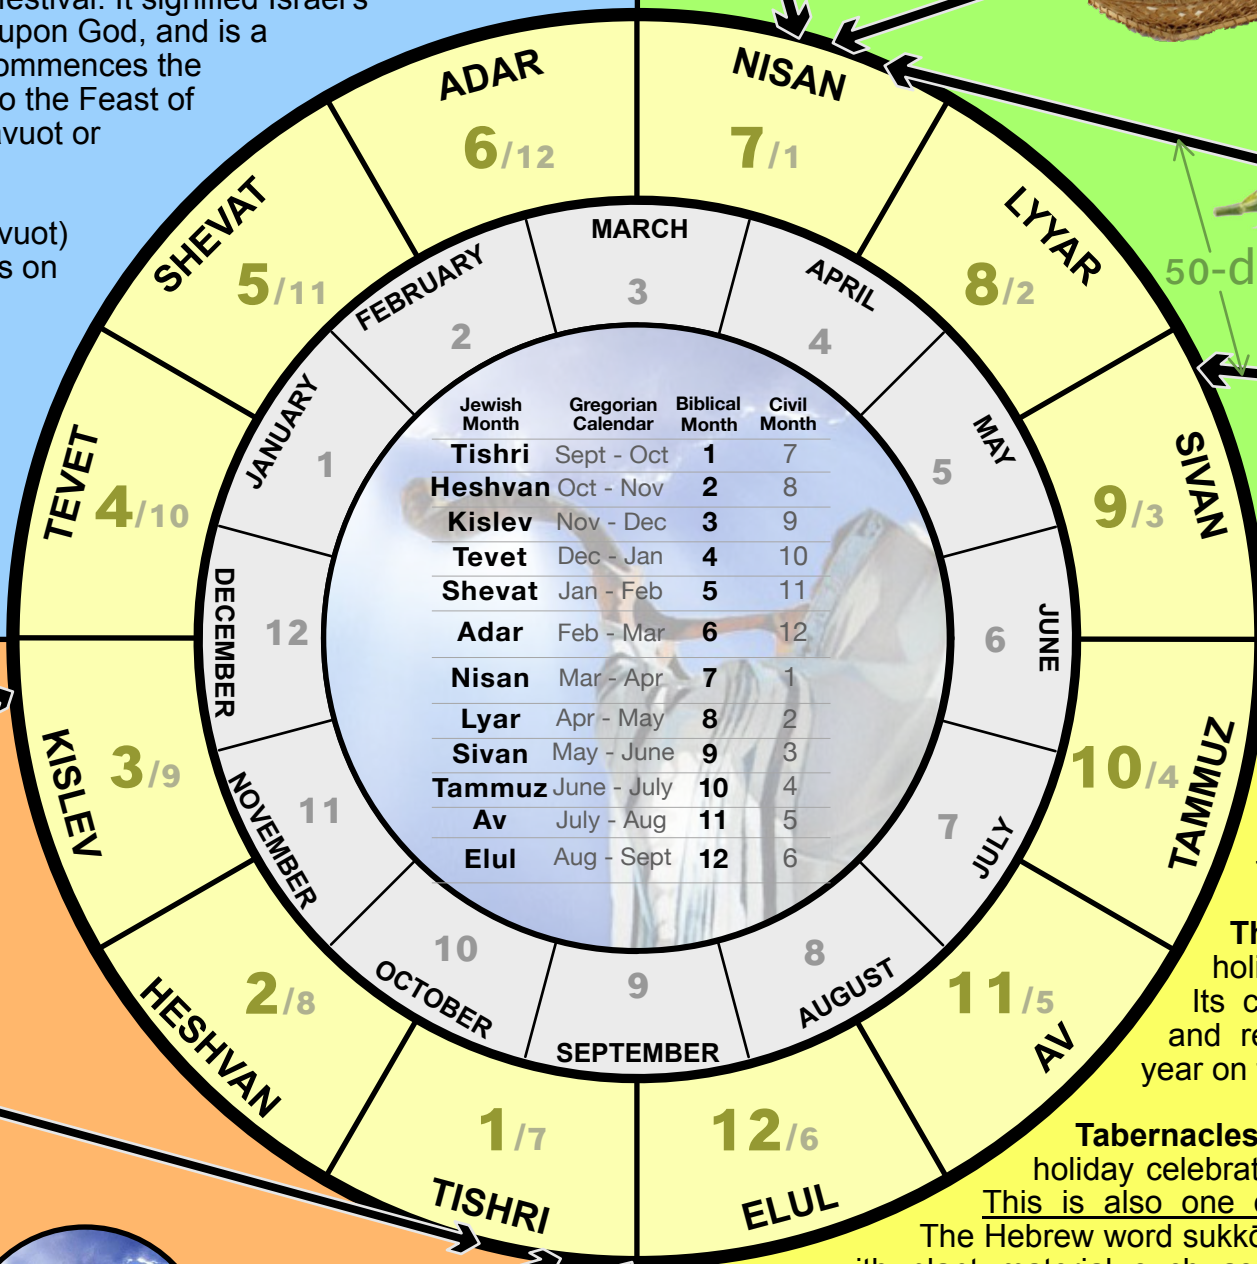 festival. It signified Israel's
upon God, and is a
ommences the
o the Feast of
avuot or
vuot)
s on
ADAR
6/12
NISAN
7/1
LYYAR
8/2
SIVAN
9/3
TAMMUZ
10/4
AV
11/5
ELUL
12/6
TISHRI
1/7
HESHVAN
2/8
KISLEV
3/9
TEVET
4/10
SHEVAT
5/11
MARCH
3
APRIL
4
MAY
5
JUNE
6
JULY
7
AUGUST
8
SEPTEMBER
9
OCTOBER
10
NOVEMBER
11
DECEMBER
12
JANUARY
1
FEBRUARY
2
Jewish Gregorian Biblical Civil
Month Calendar Month Month
Tishri Sept - Oct 1 7
Heshvan Oct - Nov 2 8
Kislev Nov - Dec 3 9
Tevet Dec - Jan 4 10
Shevat Jan - Feb 5 11
Adar Feb - Mar 6 12
Nisan Mar - Apr 7 1
Lyar Apr - May 8 2
Sivan May - June 9 3
Tammuz June - July 10 4
Av July - Aug 11 5
Elul Aug - Sept 12 6
50-d
Th
holi
Its c
and re
year on
Tabernacles
holiday celebrat
This is also one
The Hebrew word sukkō